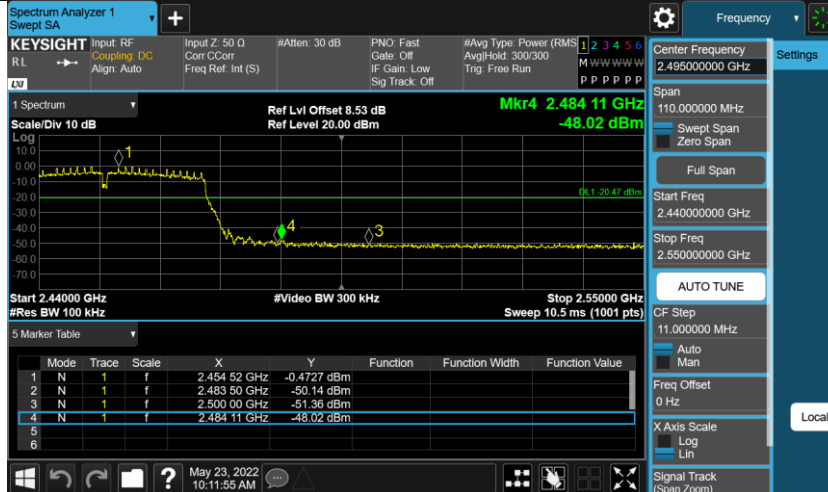 Spectrum Analyzer 1
Swept SA
+
Frequency
KEYSIGHT
Input: RF
Coupling: DC
Align: Auto
Input Z: 50 Ω
Corr CCorr
Freq Ref: Int (S)
#Atten: 30 dB
PNO: Fast
Gate: Off
IF Gain: Low
Sig Track: Off
#Avg Type: Power (RMS
Avg|Hold: 300/300
Trig: Free Run
1 2 3 4 5 6
M W W W W W
P P P P P P
R L
LXI
1 Spectrum
Scale/Div 10 dB
Ref Lvl Offset 8.53 dB
Ref Level 20.00 dBm
Mkr4 2.484 11 GHz
-48.02 dBm
Log
10.0
0.00
-10.0
-20.0
-30.0
-40.0
-50.0
-60.0
-70.0
1
4
3
DL1 -20.47 dBm
Start 2.44000 GHz
#Res BW 100 kHz
#Video BW 300 kHz
Stop 2.55000 GHz
Sweep 10.5 ms (1001 pts)
5 Marker Table
Mode Trace Scale X Y Function Function Width Function Value
1 N 1 f 2.454 52 GHz -0.4727 dBm
2 N 1 f 2.483 50 GHz -50.14 dBm
3 N 1 f 2.500 00 GHz -51.36 dBm
4 N 1 f 2.484 11 GHz -48.02 dBm
5
6
?
May 23, 2022
10:11:55 AM
Center Frequency
2.495000000 GHz
Settings
Span
110.000000 MHz
Swept Span
Zero Span
Full Span
Start Freq
2.440000000 GHz
Stop Freq
2.550000000 GHz
AUTO TUNE
CF Step
11.000000 MHz
Auto
Man
Freq Offset
0 Hz
X Axis Scale
Log
Lin
Signal Track
(Span Zoom)
Local